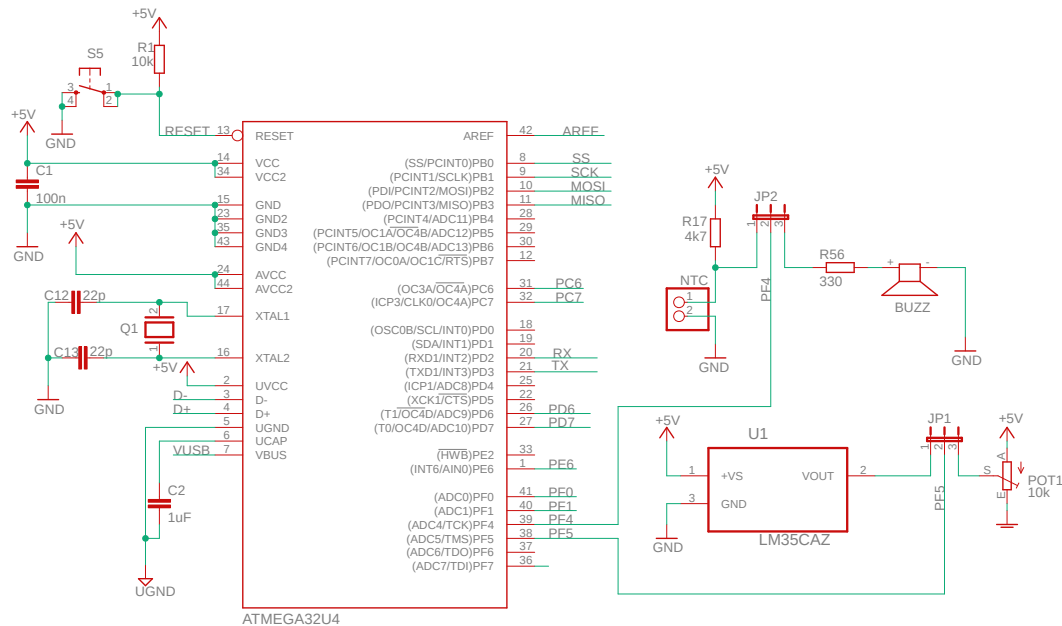 +5V
R1
10k
S5
3
4
1
2
GND
+5V
C1
100n
GND
+5V
C12
22p
Q1
2
1
C13
22p
GND
+5V
D-
D+
VUSB
C2
1uF
UGND
RESET 13 RESET
14 VCC
34 VCC2
15 GND
23 GND2
35 GND3
43 GND4
24 AVCC
44 AVCC2
17 XTAL1
16 XTAL2
2 UVCC
3 D-
4 D+
5 UGND
6 UCAP
7 VBUS
AREF 42 AREF
(SS/PCINT0)PB0 8 SS
(PCINT1/SCLK)PB1 9 SCK
(PDI/PCINT2/MOSI)PB2 10 MOSI
(PDO/PCINT3/MISO)PB3 11 MISO
(PCINT4/ADC11)PB4 28
(PCINT5/OC1A/OC4B/ADC12)PB5 29
(PCINT6/OC1B/OC4B/ADC13)PB6 30
(PCINT7/OC0A/OC1C/RTS)PB7 12
(OC3A/OC4A)PC6 31 PC6
(ICP3/CLK0/OC4A)PC7 32 PC7
(OSC0B/SCL/INT0)PD0 18
(SDA/INT1)PD1 19
(RXD1/INT2)PD2 20 RX
(TXD1/INT3)PD3 21 TX
(ICP1/ADC8)PD4 25
(XCK1/CTS)PD5 22
(T1/OC4D/ADC9)PD6 26 PD6
(T0/OC4D/ADC10)PD7 27 PD7
(HWB)PE2 33
(INT6/AIN0)PE6 1 PE6
(ADC0)PF0 41 PF0
(ADC1)PF1 40 PF1
(ADC4/TCK)PF4 39 PF4
(ADC5/TMS)PF5 38 PF5
(ADC6/TDO)PF6 37
(ADC7/TDI)PF7 36
ATMEGA32U4
+5V
R17
4k7
NTC
1
2
GND
JP2
1
2
3
PF4
R56
330
+
-
BUZZ
GND
+5V
U1
1 +VS
3 GND
VOUT 2
GND
LM35CAZ
JP1
1
2
3
PF5
+5V
A
S
E
POT1
10k